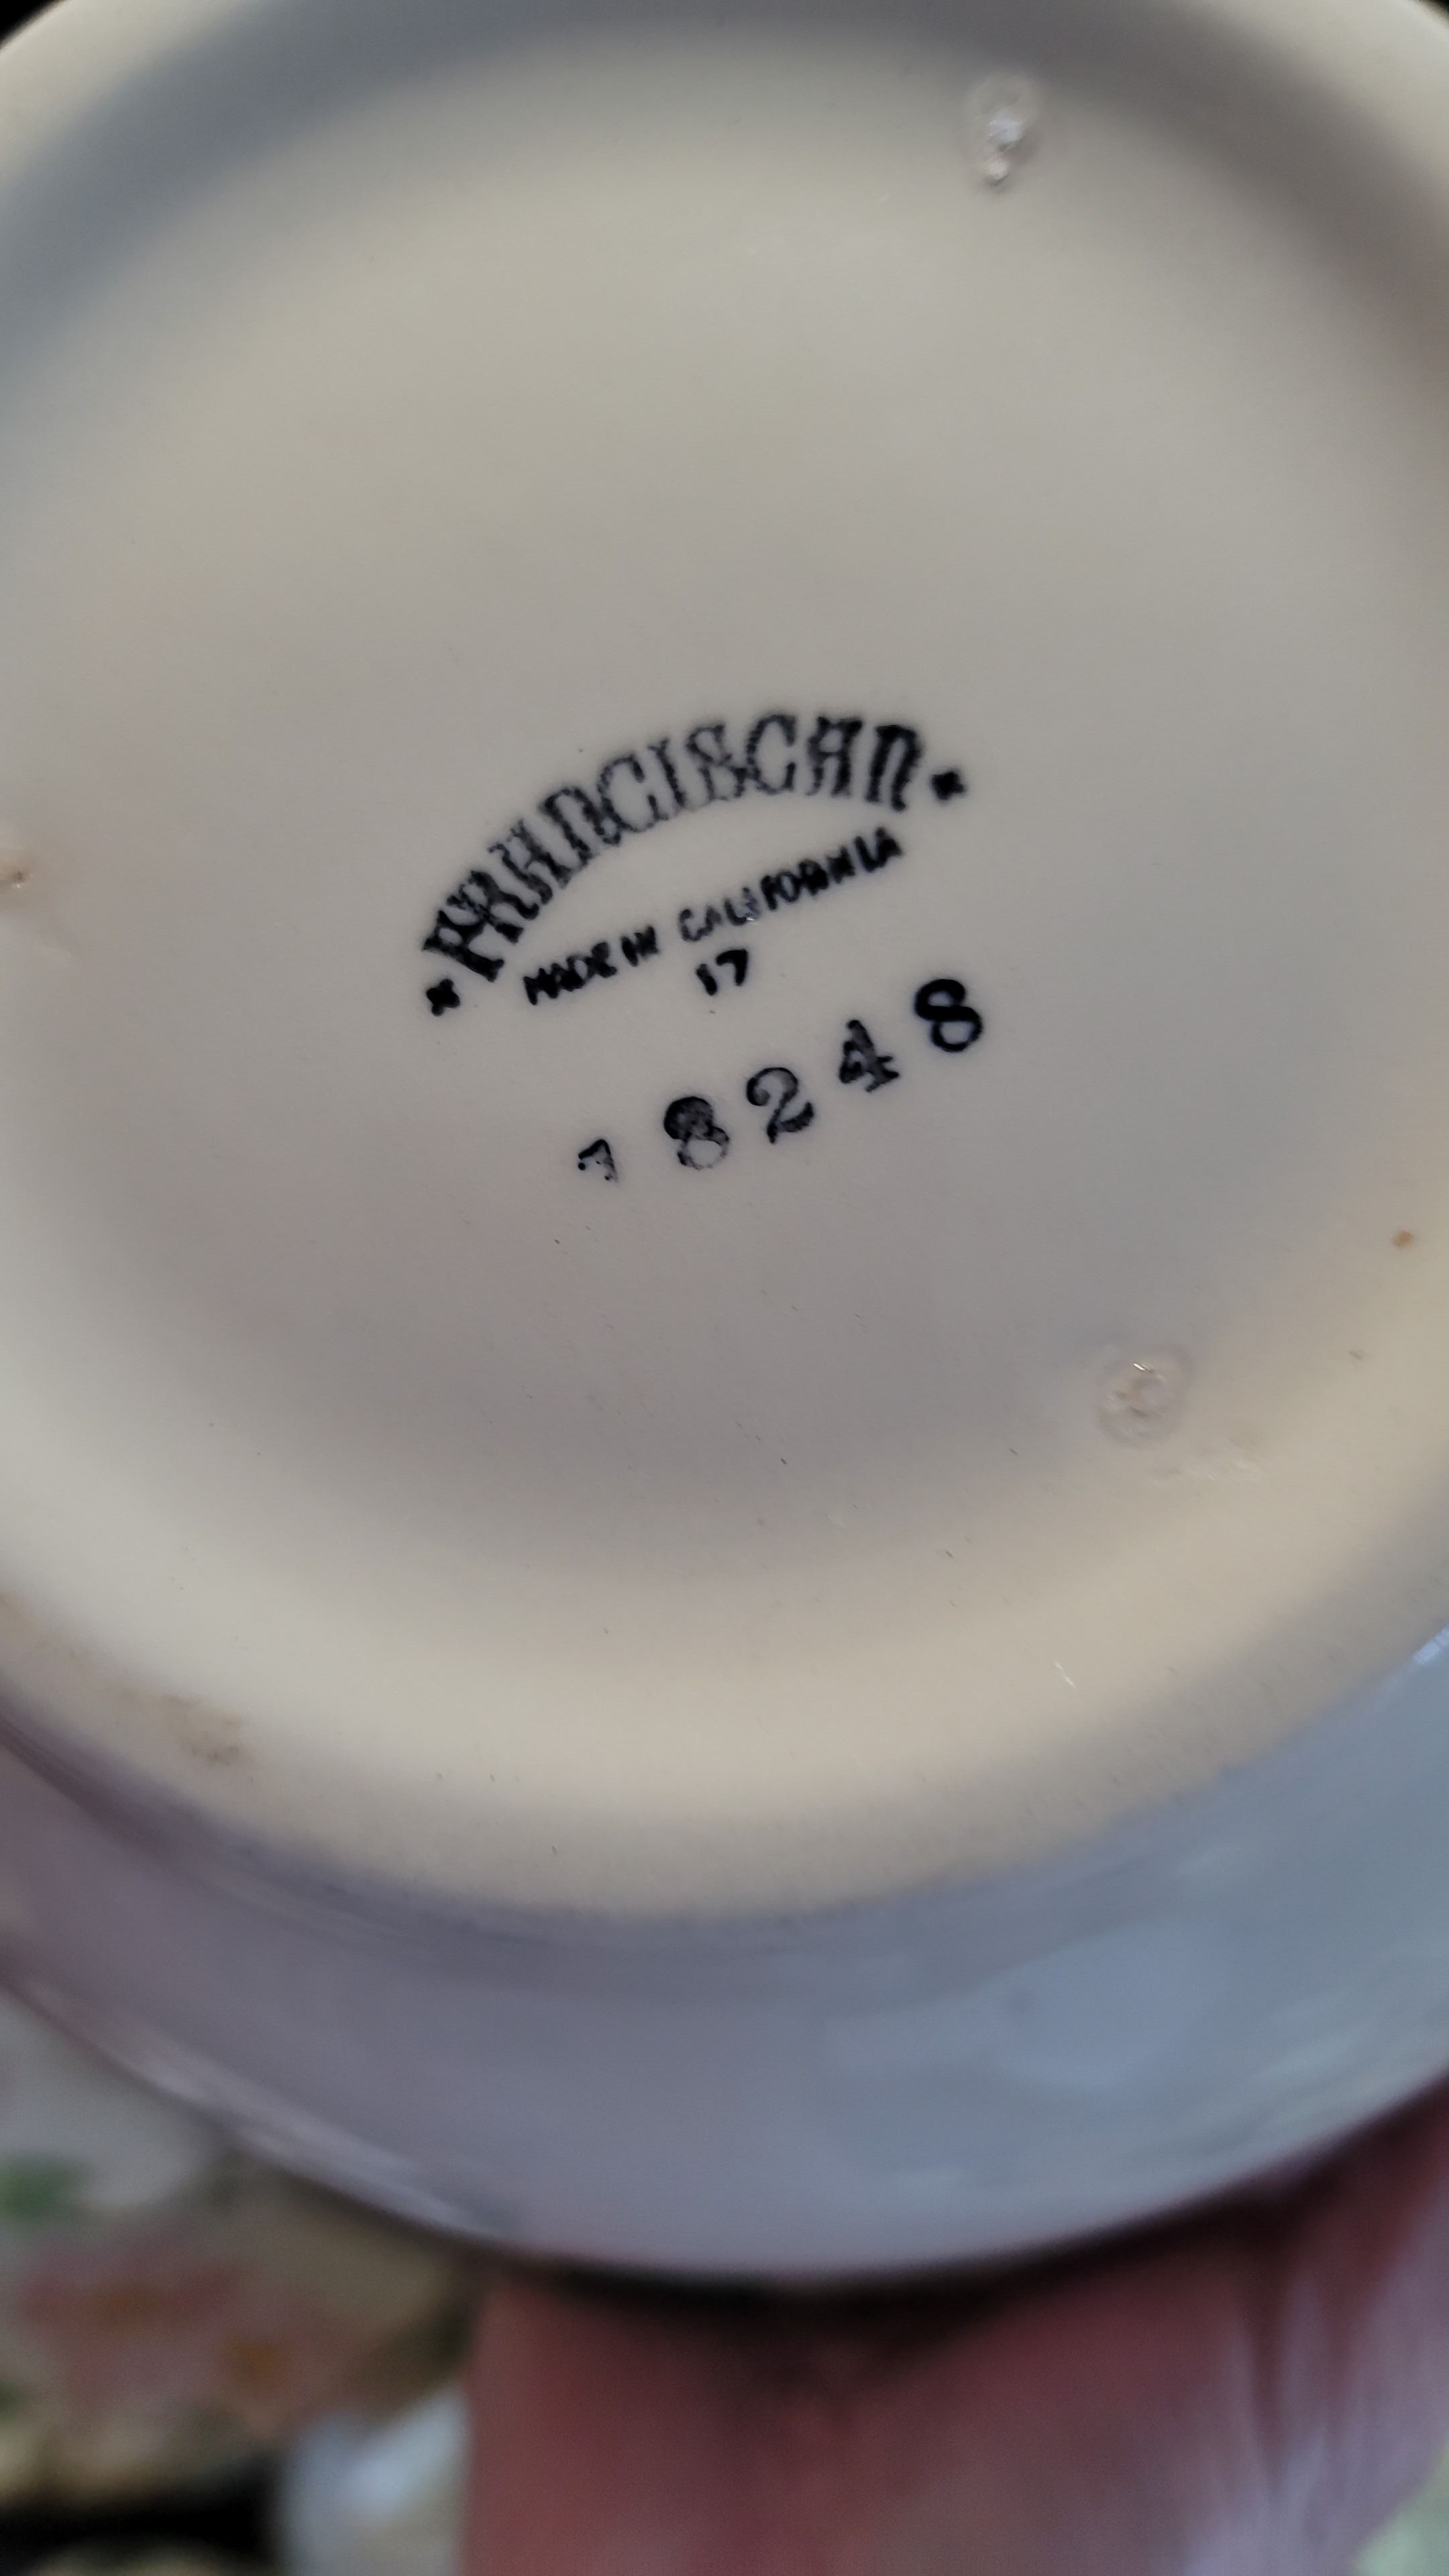 FRANCISCAN
MADE IN CALIFORNIA
17
18248